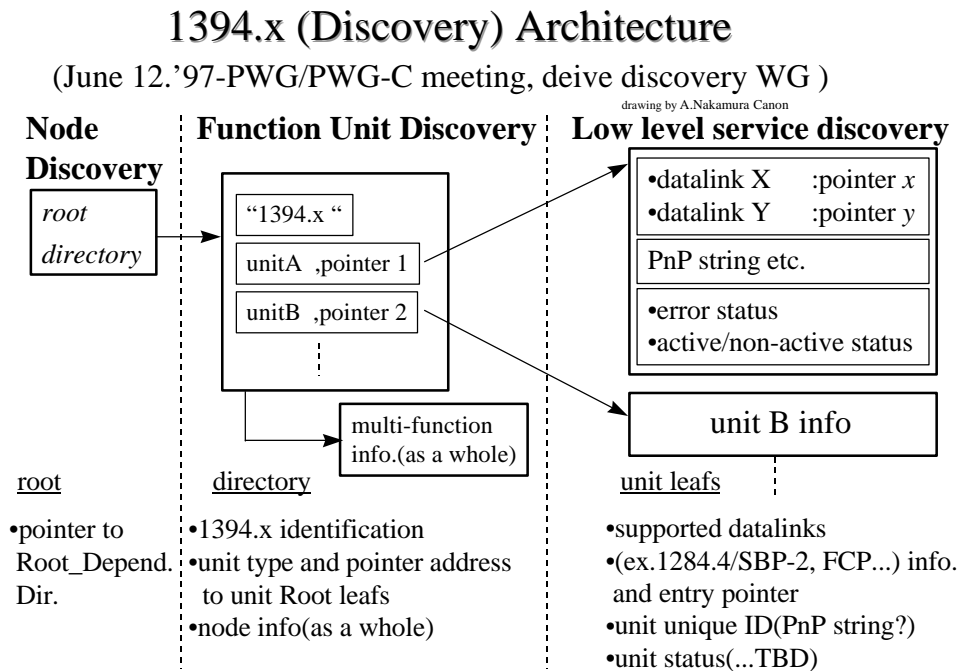 1394.x (Discovery) Architecture
(June 12.'97-PWG/PWG-C meeting, deive discovery WG )
drawing by A.Nakamura Canon
Node
Discovery
root
directory
Function Unit Discovery
“1394.x “
unitA ,pointer 1
unitB ,pointer 2
multi-function
info.(as a whole)
Low level service discovery
•datalink X :pointer x
•datalink Y :pointer y
PnP string etc.
•error status
•active/non-active status
unit B info
root
•pointer to
Root_Depend.
Dir.
directory
•1394.x identification
•unit type and pointer address
to unit Root leafs
•node info(as a whole)
unit leafs
•supported datalinks
•(ex.1284.4/SBP-2, FCP...) info.
and entry pointer
•unit unique ID(PnP string?)
•unit status(...TBD)